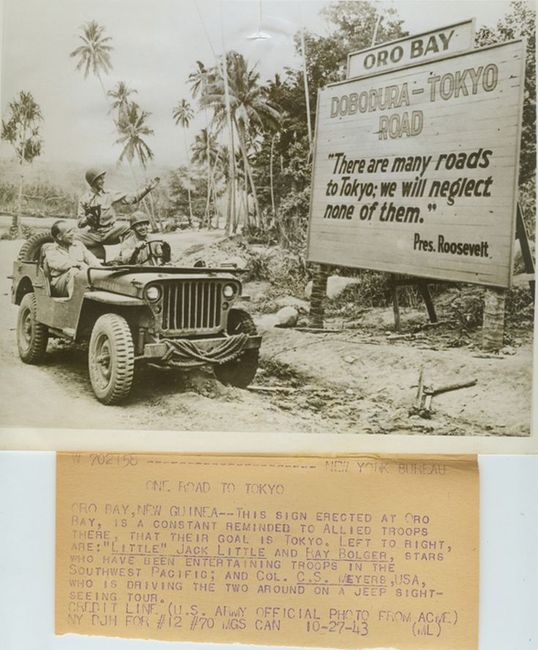 ORO BAY
DOBODURA-TOKYO
ROAD
"There are many roads
to Tokyo; we will neglect
none of them."
Pres. Roosevelt
W 702158 -------------------- NEW YORK BUREAU
ONE ROAD TO TOKYO
ORO BAY, NEW GUINEA--THIS SIGN ERECTED AT ORO
BAY, IS A CONSTANT REMINDED TO ALLIED TROOPS
THERE, THAT THEIR GOAL IS TOKYO. LEFT TO RIGHT,
ARE: "LITTLE" JACK LITTLE AND RAY BOLGER, STARS
WHO HAVE BEEN ENTERTAINING TROOPS IN THE
SOUTHWEST PACIFIC; AND COL. C.S. MEYERS, USA,
WHO IS DRIVING THE TWO AROUND ON A JEEP SIGHT-
SEEING TOUR.
CREDIT LINE (U.S. ARMY OFFICIAL PHOTO FROM ACME)
NY DJH FOR #12 #70 MGS CAN 10-27-43 (ML)